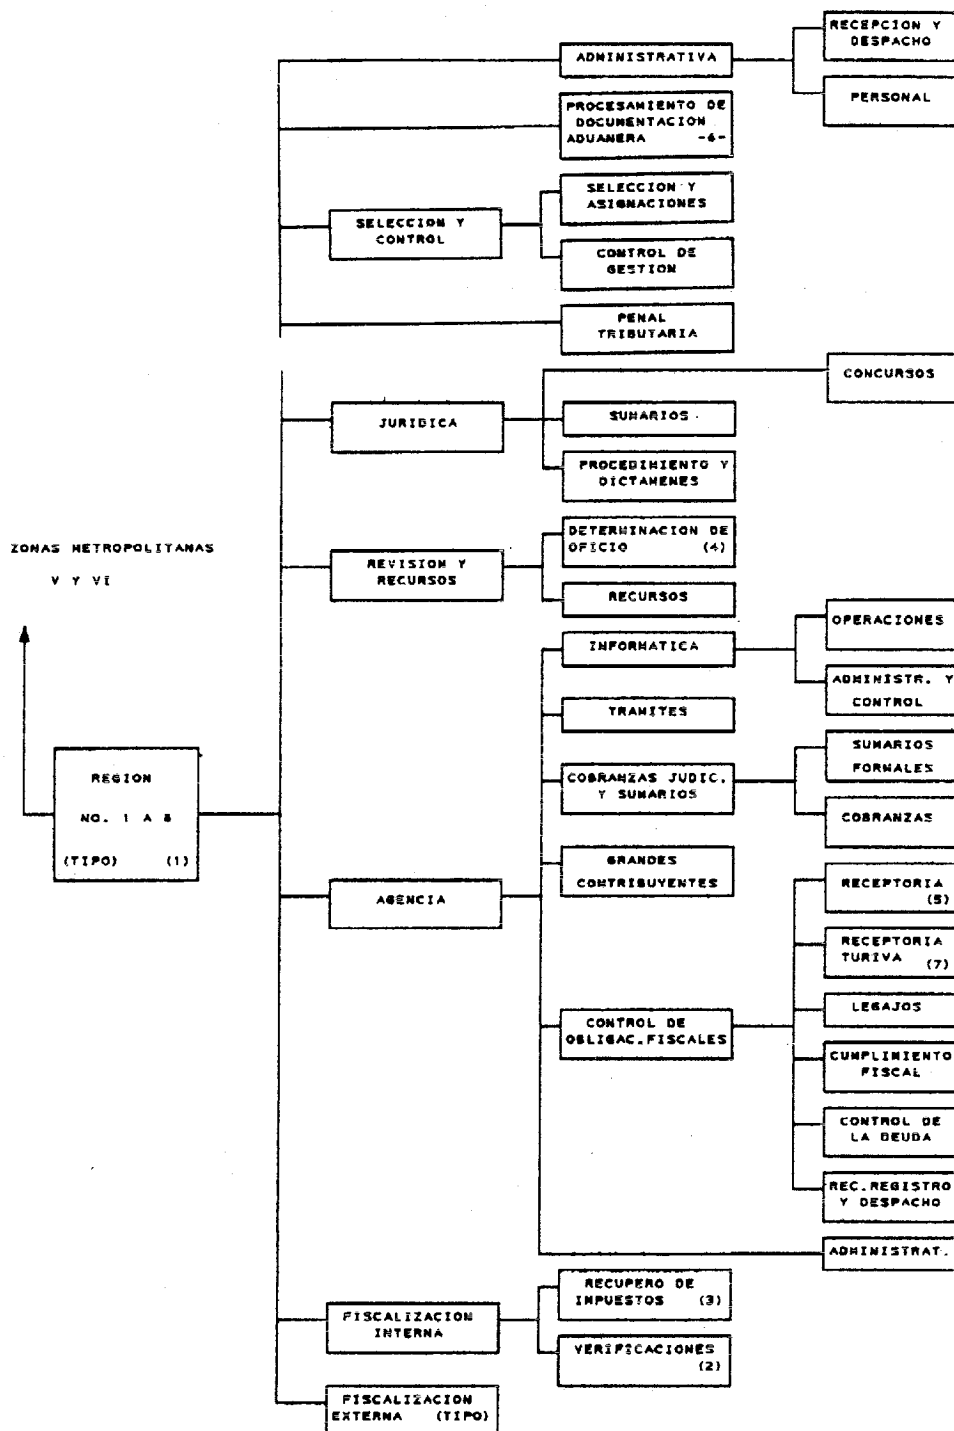 RECEPCION Y
DESPACHO
ADMINISTRATIVA
PERSONAL
PROCESAMIENTO DE
DOCUMENTACION
ADUANERA -6-
SELECCION Y
ASIGNACIONES
SELECCION Y
CONTROL
CONTROL DE
GESTION
PENAL
TRIBUTARIA
CONCURSOS
JURIDICA
SUMARIOS
PROCEDIMIENTO Y
DICTAMENES
ZONAS METROPOLITANAS
V Y VI
DETERMINACION DE
OFICIO (4)
REVISION Y
RECURSOS
RECURSOS
OPERACIONES
INFORMATICA
ADMINISTR. Y
CONTROL
TRAMITES
SUMARIOS
FORMALES
REGION
NO. 1 A 8
(TIPO) (1)
COBRANZAS JUDIC.
Y SUMARIOS
COBRANZAS
GRANDES
CONTRIBUYENTES
AGENCIA
RECEPTORIA
(5)
RECEPTORIA
TURIVA (7)
LEGAJOS
CONTROL DE
OBLIGAC.FISCALES
CUMPLIMIENTO
FISCAL
CONTROL DE
LA DEUDA
REC.REGISTRO
Y DESPACHO
ADMINISTRAT.
RECUPERO DE
IMPUESTOS (3)
FISCALIZACION
INTERNA
VERIFICACIONES
(2)
FISCALIZACION
EXTERNA (TIPO)